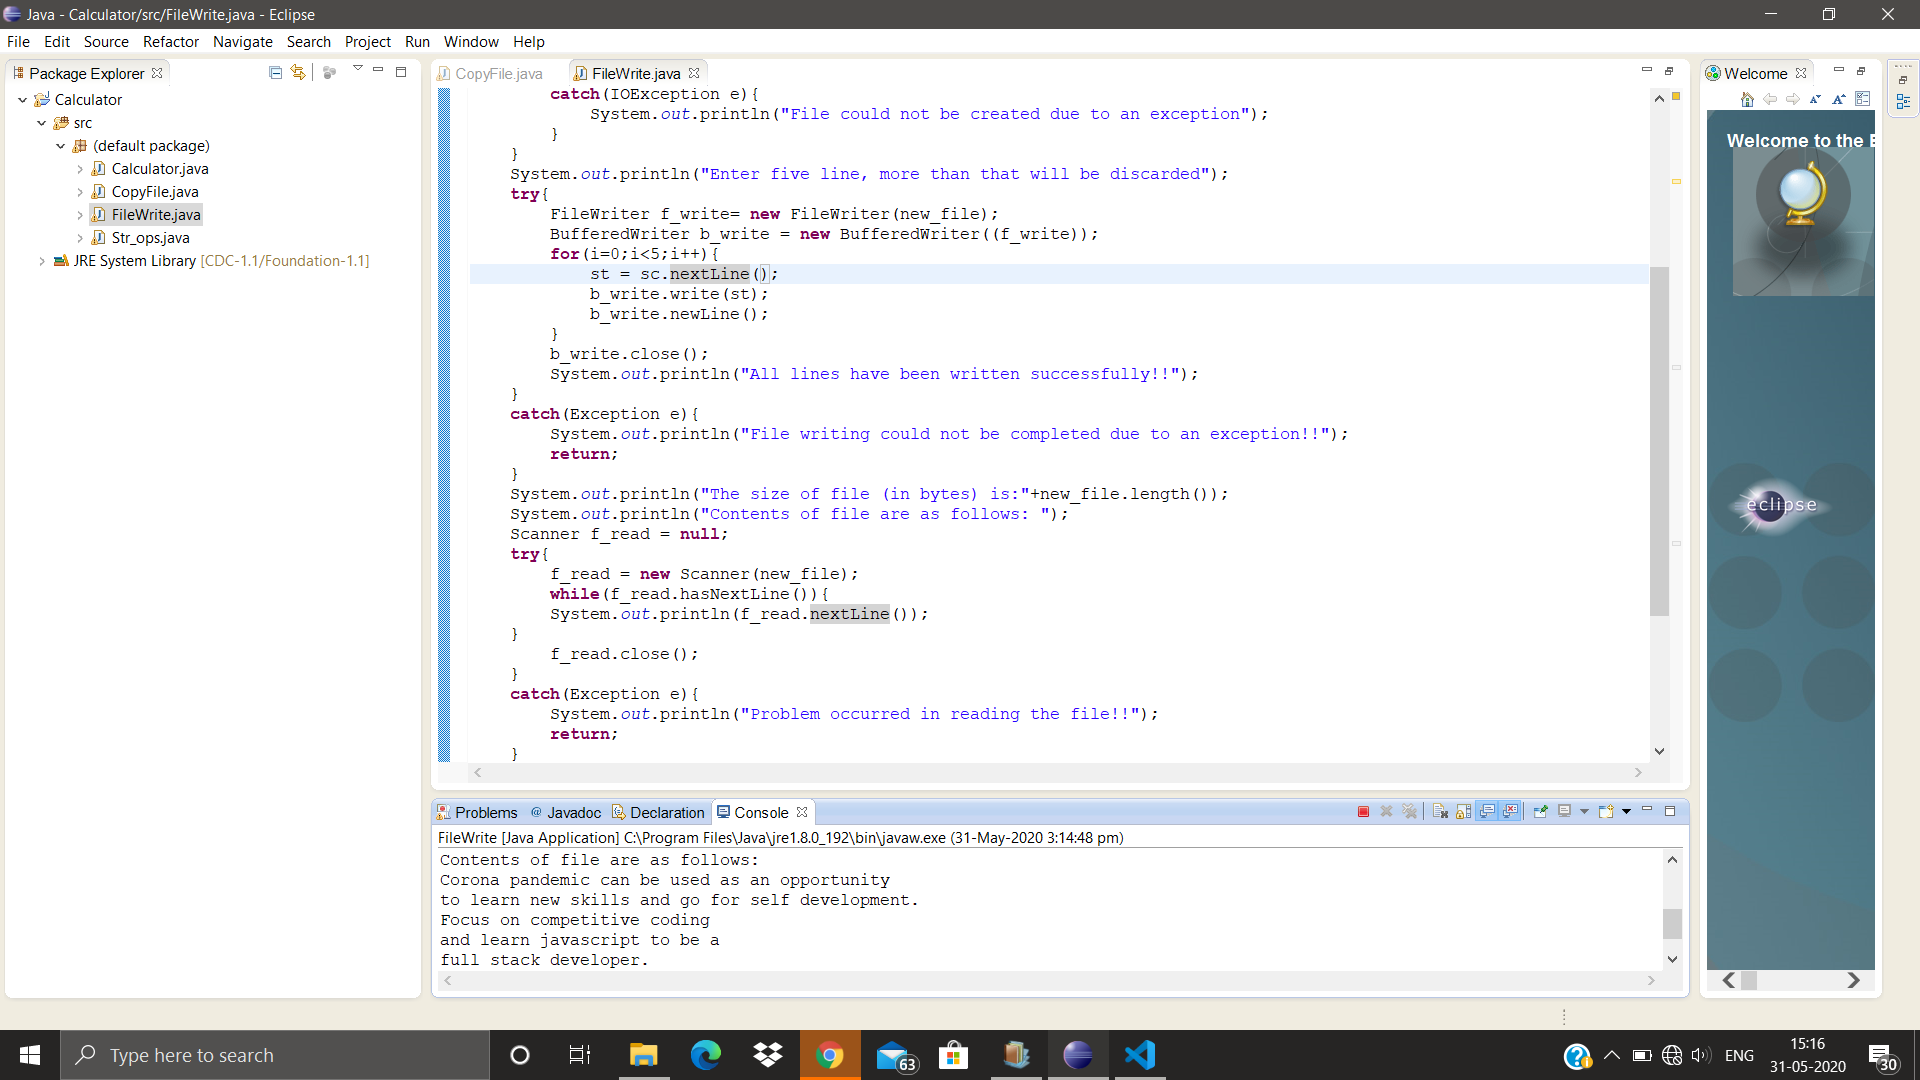 Java - Calculator/src/FileWrite.java - Eclipse
File Edit Source Refactor Navigate Search Project Run Window Help
Package Explorer
Calculator
src
(default package)
Calculator.java
CopyFile.java
FileWrite.java
Str_ops.java
JRE System Library [CDC-1.1/Foundation-1.1]
CopyFile.java FileWrite.java
catch(IOException e){
System.out.println("File could not be created due to an exception");
}
}
System.out.println("Enter five line, more than that will be discarded");
try{
FileWriter f_write= new FileWriter(new_file);
BufferedWriter b_write = new BufferedWriter((f_write));
for(i=0;i<5;i++){
st = sc.nextLine();
b_write.write(st);
b_write.newLine();
}
b_write.close();
System.out.println("All lines have been written successfully!!");
}
catch(Exception e){
System.out.println("File writing could not be completed due to an exception!!");
return;
}
System.out.println("The size of file (in bytes) is:"+new_file.length());
System.out.println("Contents of file are as follows: ");
Scanner f_read = null;
try{
f_read = new Scanner(new_file);
while(f_read.hasNextLine()){
System.out.println(f_read.nextLine());
}
f_read.close();
}
catch(Exception e){
System.out.println("Problem occurred in reading the file!!");
return;
}
Problems @ Javadoc Declaration Console
FileWrite [Java Application] C:\Program Files\Java\jre1.8.0_192\bin\javaw.exe (31-May-2020 3:14:48 pm)
Contents of file are as follows:
Corona pandemic can be used as an opportunity
to learn new skills and go for self development.
Focus on competitive coding
and learn javascript to be a
full stack developer.
Welcome
Welcome to the E
eclipse
Type here to search
63
ENG
15:16
31-05-2020
30